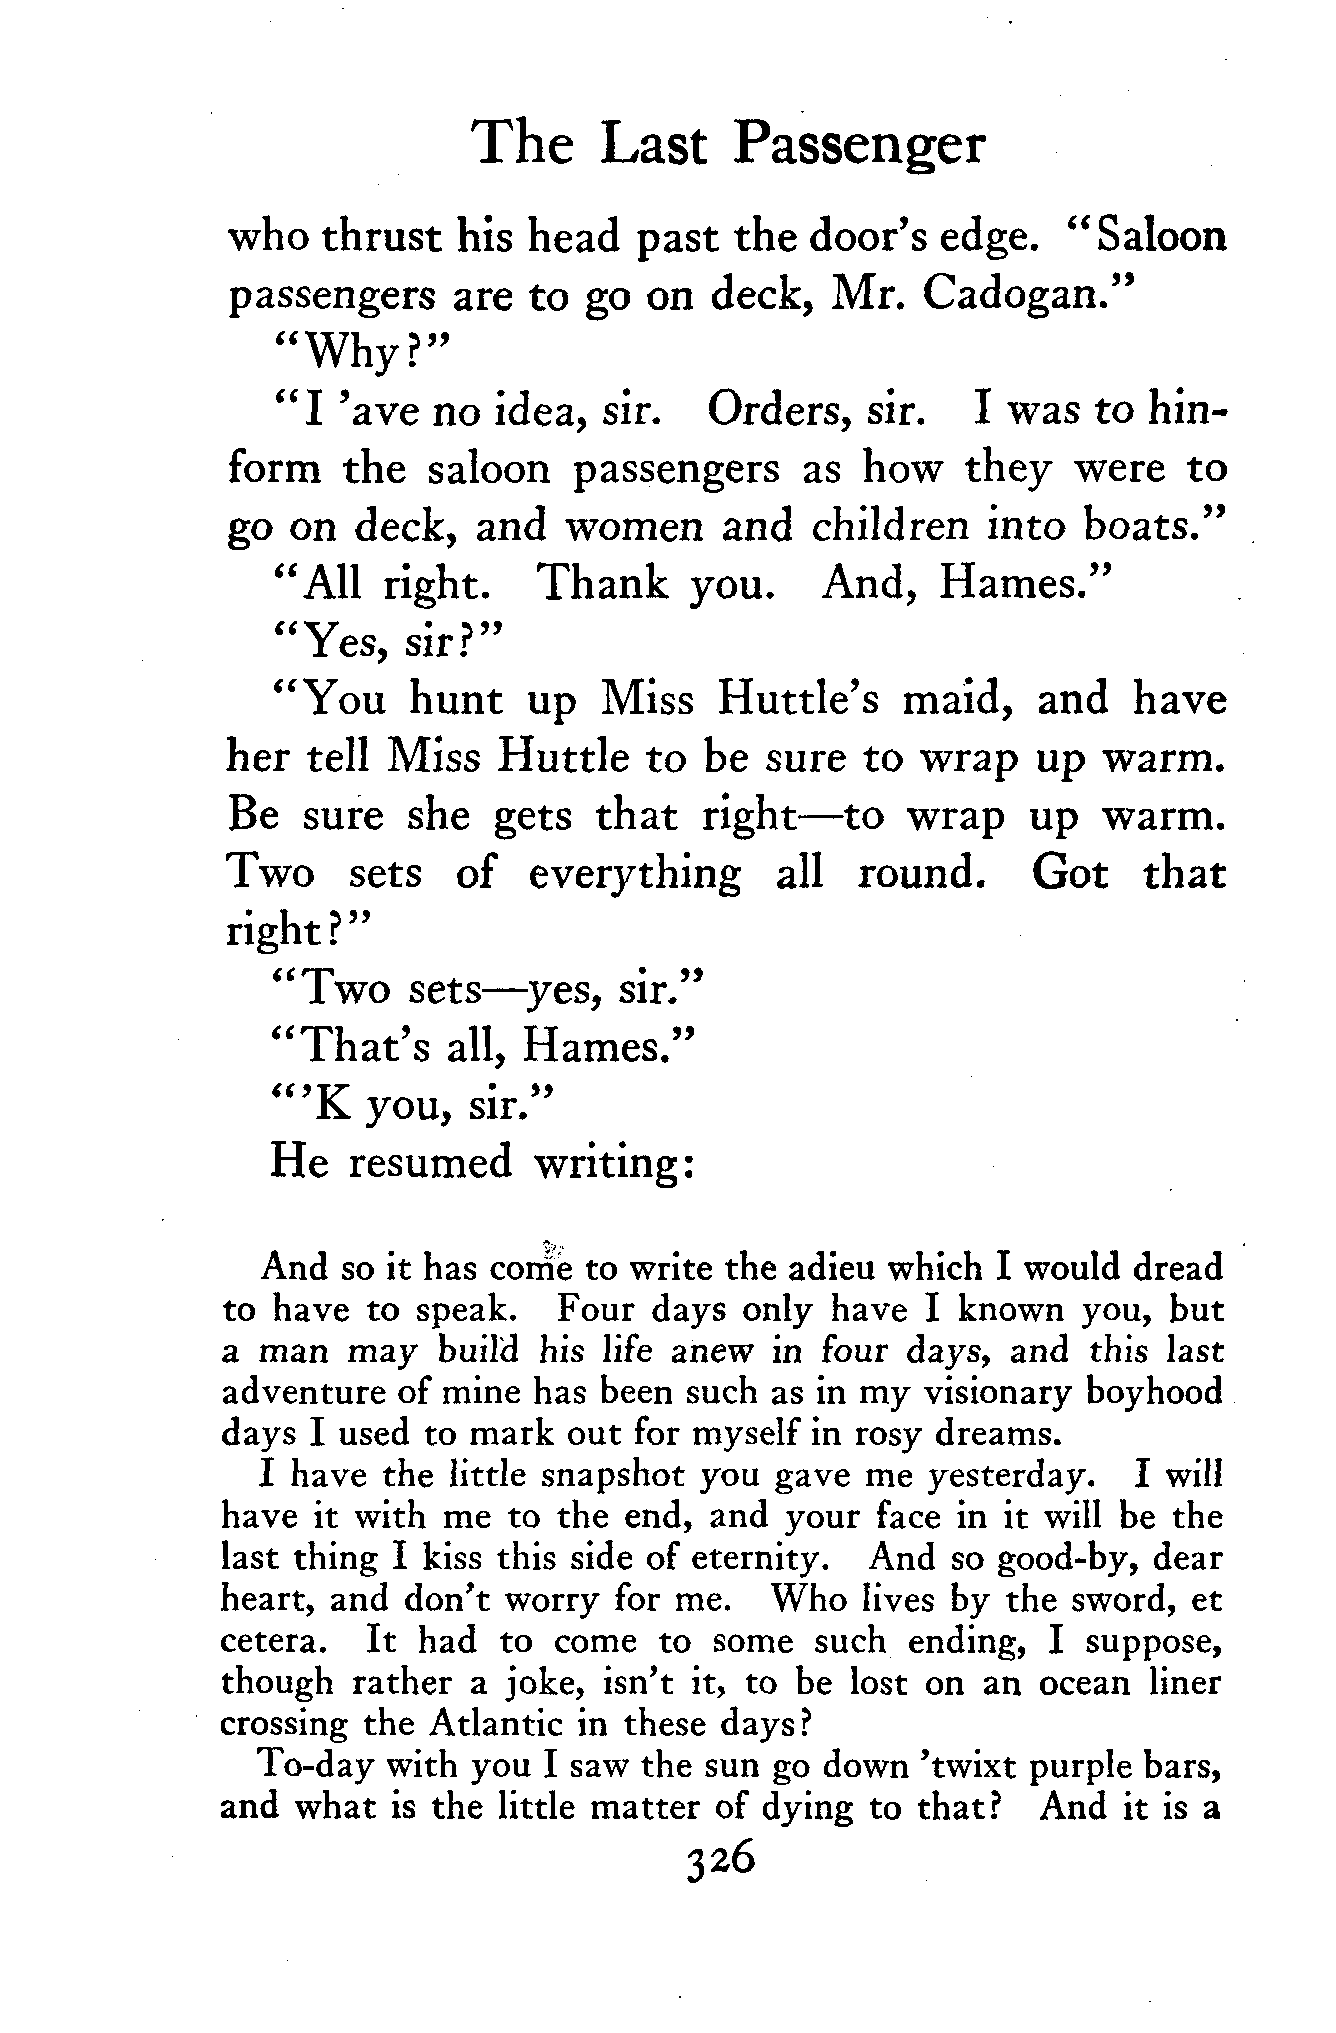 The Last Passenger
who thrust his head past the door's edge. "Saloon
passengers are to go on deck, Mr. Cadogan."
"Why?"
"I 'ave no idea, sir. Orders, sir. I was to hin-
form the saloon passengers as how they were to
go on deck, and women and children into boats."
"All right. Thank you. And, Hames."
"Yes, sir?"
"You hunt up Miss Huttle's maid, and have
her tell Miss Huttle to be sure to wrap up warm.
Be sure she gets that right—to wrap up warm.
Two sets of everything all round. Got that
right?"
"Two sets—yes, sir."
"That's all, Hames."
"'K you, sir."
He resumed writing:
And so it has come to write the adieu which I would dread
to have to speak. Four days only have I known you, but
a man may build his life anew in four days, and this last
adventure of mine has been such as in my visionary boyhood
days I used to mark out for myself in rosy dreams.
I have the little snapshot you gave me yesterday. I will
have it with me to the end, and your face in it will be the
last thing I kiss this side of eternity. And so good-by, dear
heart, and don't worry for me. Who lives by the sword, et
cetera. It had to come to some such ending, I suppose,
though rather a joke, isn't it, to be lost on an ocean liner
crossing the Atlantic in these days?
To-day with you I saw the sun go down 'twixt purple bars,
and what is the little matter of dying to that? And it is a
326